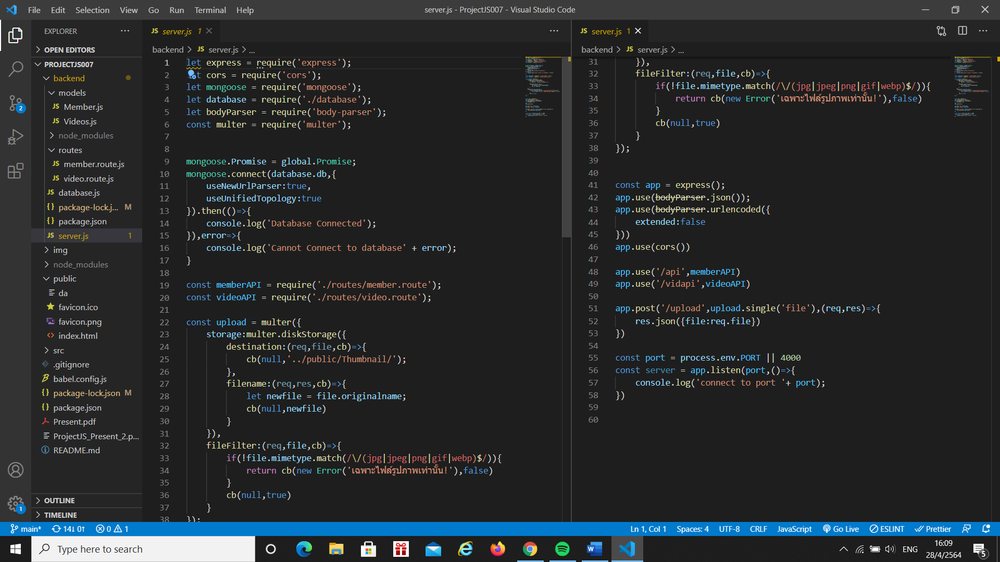 File Edit Selection View Go Run Terminal Help
server.js - ProjectJS007 - Visual Studio Code
EXPLORER
OPEN EDITORS
PROJECTJS007
backend
models
JS Member.js
JS Videos.js
node_modules
routes
JS member.route.js
JS video.route.js
JS database.js
{} package-lock.j... M
{} package.json
JS server.js 1
img
node_modules
public
da
favicon.ico
favicon.png
<> index.html
src
.gitignore
babel.config.js
{} package-lock.json M
{} package.json
Present.pdf
ProjectJS_Present_2.p...
README.md
OUTLINE
TIMELINE
2
1
JS server.js 1
backend > JS server.js > ...
1 let express = require('express');
2 let cors = require('cors');
3 let mongoose = require('mongoose');
4 let database = require('./database');
5 let bodyParser = require('body-parser');
6 const multer = require('multer');
7
8
9 mongoose.Promise = global.Promise;
10 mongoose.connect(database.db,{
11 useNewUrlParser:true,
12 useUnifiedTopology:true
13 }).then(()=>{
14 console.log('Database Connected');
15 }),error=>{
16 console.log('Cannot Connect to database' + error);
17 }
18
19 const memberAPI = require('./routes/member.route');
20 const videoAPI = require('./routes/video.route');
21
22 const upload = multer({
23 storage:multer.diskStorage({
24 destination:(req,file,cb)=>{
25 cb(null,'../public/Thumbnail/');
26 },
27 filename:(req,res,cb)=>{
28 let newfile = file.originalname;
29 cb(null,newfile)
30 }
31 }),
32 fileFilter:(req,file,cb)=>{
33 if(!file.mimetype.match(/\/(jpg|jpeg|png|gif|webp)$/)){
34 return cb(new Error('เฉพาะไฟล์รูปภาพเท่านั้น!'),false)
35 }
36 cb(null,true)
37 }
38 });
JS server.js 1
backend > JS server.js > ...
31 }),
32 fileFilter:(req,file,cb)=>{
33 if(!file.mimetype.match(/\/(jpg|jpeg|png|gif|webp)$/)){
34 return cb(new Error('เฉพาะไฟล์รูปภาพเท่านั้น!'),false)
35 }
36 cb(null,true)
37 }
38 });
39
40
41 const app = express();
42 app.use(bodyParser.json());
43 app.use(bodyParser.urlencoded({
44 extended:false
45 }))
46 app.use(cors())
47
48 app.use('/api',memberAPI)
49 app.use('/vidapi',videoAPI)
50
51 app.post('/upload',upload.single('file'),(req,res)=>{
52 res.json({file:req.file})
53 })
54
55 const port = process.env.PORT || 4000
56 const server = app.listen(port,()=>{
57 console.log('connect to port '+ port);
58 })
59
60
main* 14↓ 0↑ 0 1
Ln 1, Col 1 Spaces: 4 UTF-8 CRLF JavaScript Go Live ESLINT Prettier
Type here to search
ENG
16:09
28/4/2564
5